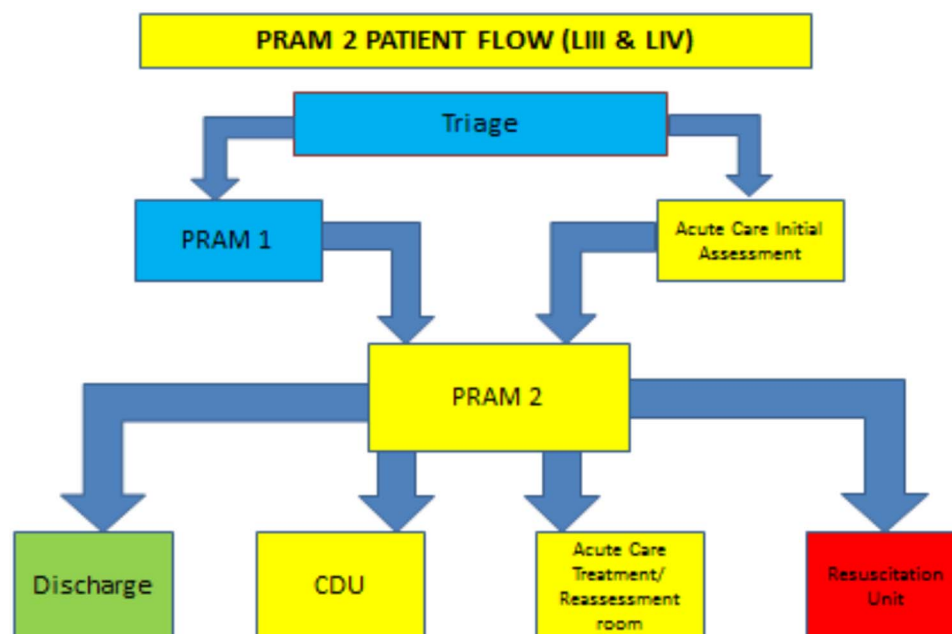 PRAM 2 PATIENT FLOW (LIII & LIV)
Triage
PRAM 1
Acute Care Initial
Assessment
PRAM 2
Discharge
CDU
Acute Care
Treatment/
Reassessment
room
Resuscitation
Unit